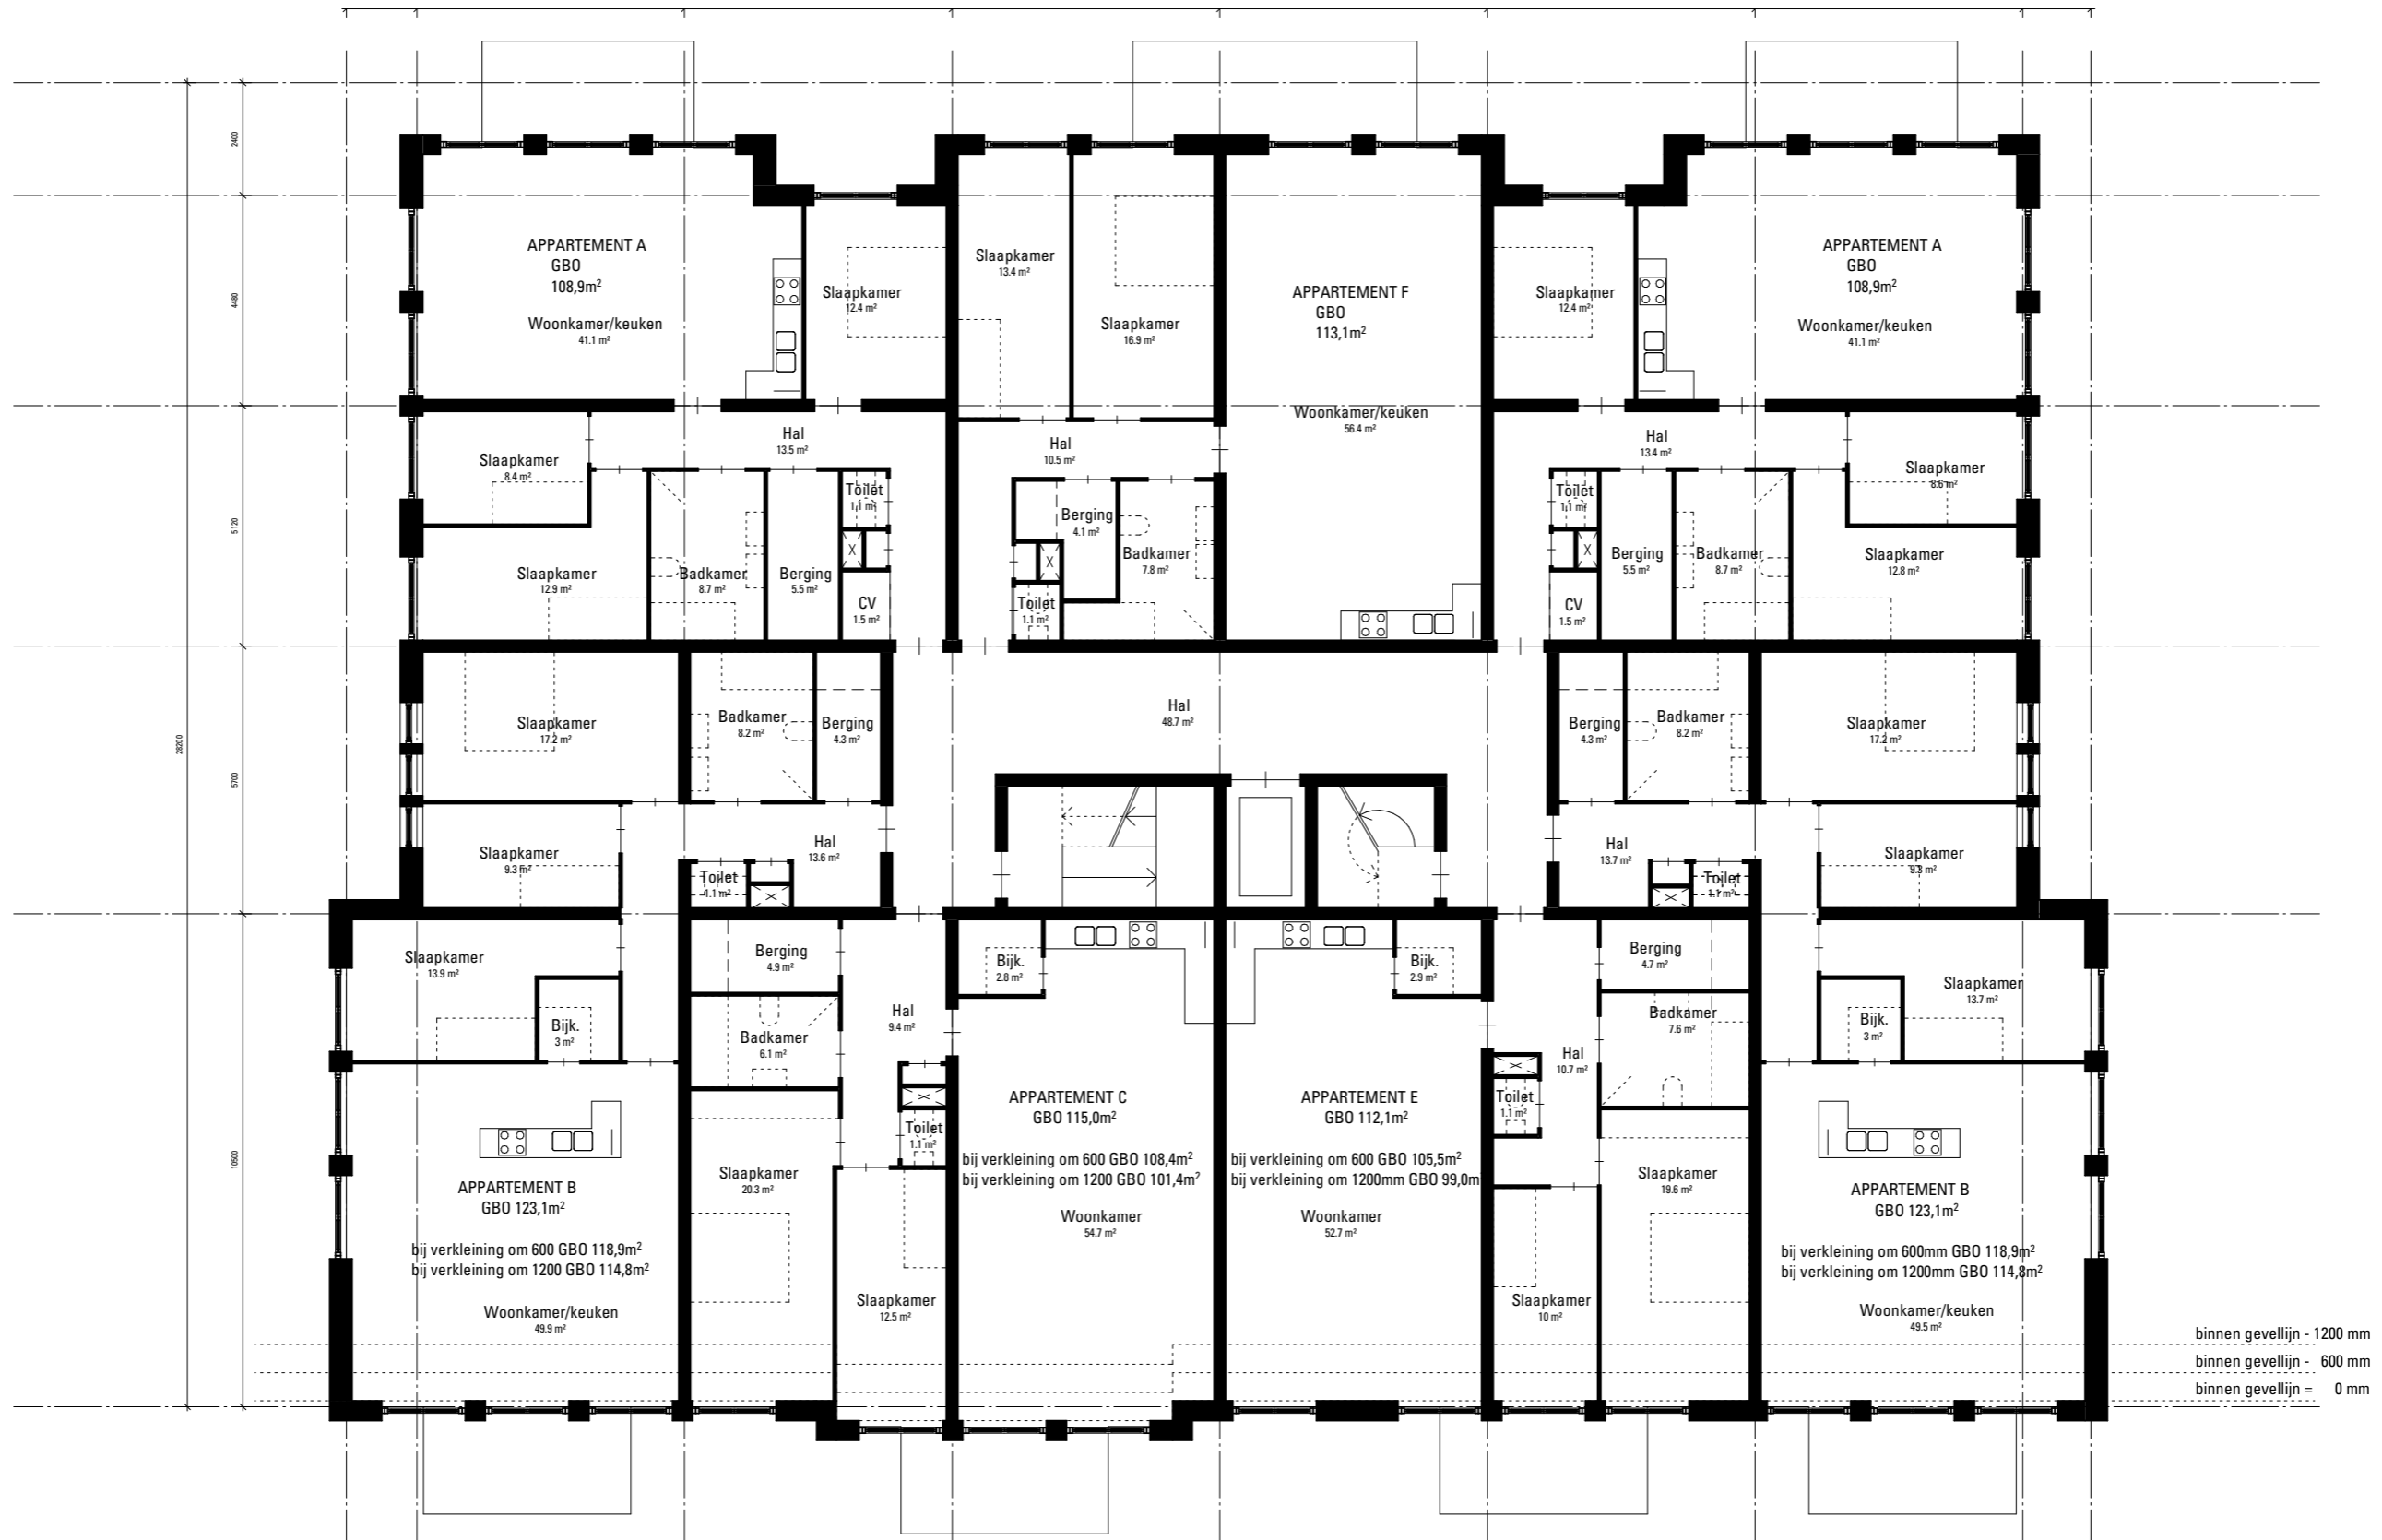 2400
4480
5120
5700
10500
28200
APPARTEMENT A
GBO
108,9m²
Woonkamer/keuken
41.1 m²
Slaapkamer
12.4 m²
Slaapkamer
13.4 m²
Slaapkamer
16.9 m²
APPARTEMENT F
GBO
113,1m²
Woonkamer/keuken
56.4 m²
Slaapkamer
12.4 m²
APPARTEMENT A
GBO
108,9m²
Woonkamer/keuken
41.1 m²
Hal
13.5 m²
Slaapkamer
8.4 m²
Toilet
1.1 m²
Slaapkamer
12.9 m²
Badkamer
8.7 m²
Berging
5.5 m²
CV
1.5 m²
Hal
10.5 m²
Berging
4.1 m²
Badkamer
7.8 m²
Toilet
1.1 m²
Hal
13.4 m²
Toilet
1.1 m²
Slaapkamer
8.6 m²
Berging
5.5 m²
Badkamer
8.7 m²
Slaapkamer
12.8 m²
CV
1.5 m²
Slaapkamer
17.2 m²
Badkamer
8.2 m²
Berging
4.3 m²
Hal
48.7 m²
Berging
4.3 m²
Badkamer
8.2 m²
Slaapkamer
17.2 m²
Slaapkamer
9.3 m²
Hal
13.6 m²
Toilet
1.1 m²
Hal
13.7 m²
Toilet
1.1 m²
Slaapkamer
9.3 m²
Slaapkamer
13.9 m²
Bijk.
3 m²
Berging
4.9 m²
Badkamer
6.1 m²
Hal
9.4 m²
Bijk.
2.8 m²
Bijk.
2.9 m²
Hal
10.7 m²
Berging
4.7 m²
Badkamer
7.6 m²
Slaapkamer
13.7 m²
Bijk.
3 m²
Toilet
1.1 m²
Toilet
1.1 m²
APPARTEMENT B
GBO 123,1m²
bij verkleining om 600 GBO 118,9m²
bij verkleining om 1200 GBO 114,8m²
Woonkamer/keuken
49.9 m²
Slaapkamer
20.3 m²
Slaapkamer
12.5 m²
APPARTEMENT C
GBO 115,0m²
bij verkleining om 600 GBO 108,4m²
bij verkleining om 1200 GBO 101,4m²
Woonkamer
54.7 m²
APPARTEMENT E
GBO 112,1m²
bij verkleining om 600 GBO 105,5m²
bij verkleining om 1200mm GBO 99,0m
Woonkamer
52.7 m²
Slaapkamer
10 m²
Slaapkamer
19.6 m²
APPARTEMENT B
GBO 123,1m²
bij verkleining om 600mm GBO 118,9m²
bij verkleining om 1200mm GBO 114,8m²
Woonkamer/keuken
49.5 m²
binnen gevellijn - 1200 mm
binnen gevellijn - 600 mm
binnen gevellijn = 0 mm